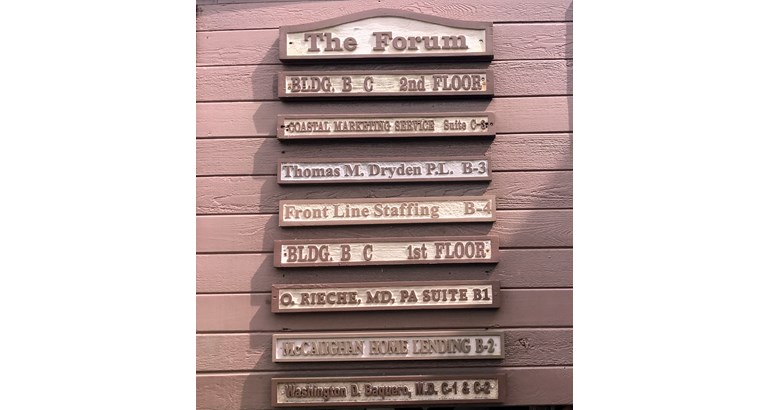 The Forum
BLDG. B C 2nd FLOOR
COASTAL MARKETING SERVICE Suite C-3
Thomas M. Dryden P.L. B-3
Front Line Staffing B-4
BLDG. B C 1st FLOOR
O. RIECHE, MD, PA SUITE B1
McCAUGHAN HOME LENDING B-2
Washington D. Baquero, M.D. C-1 & C-2